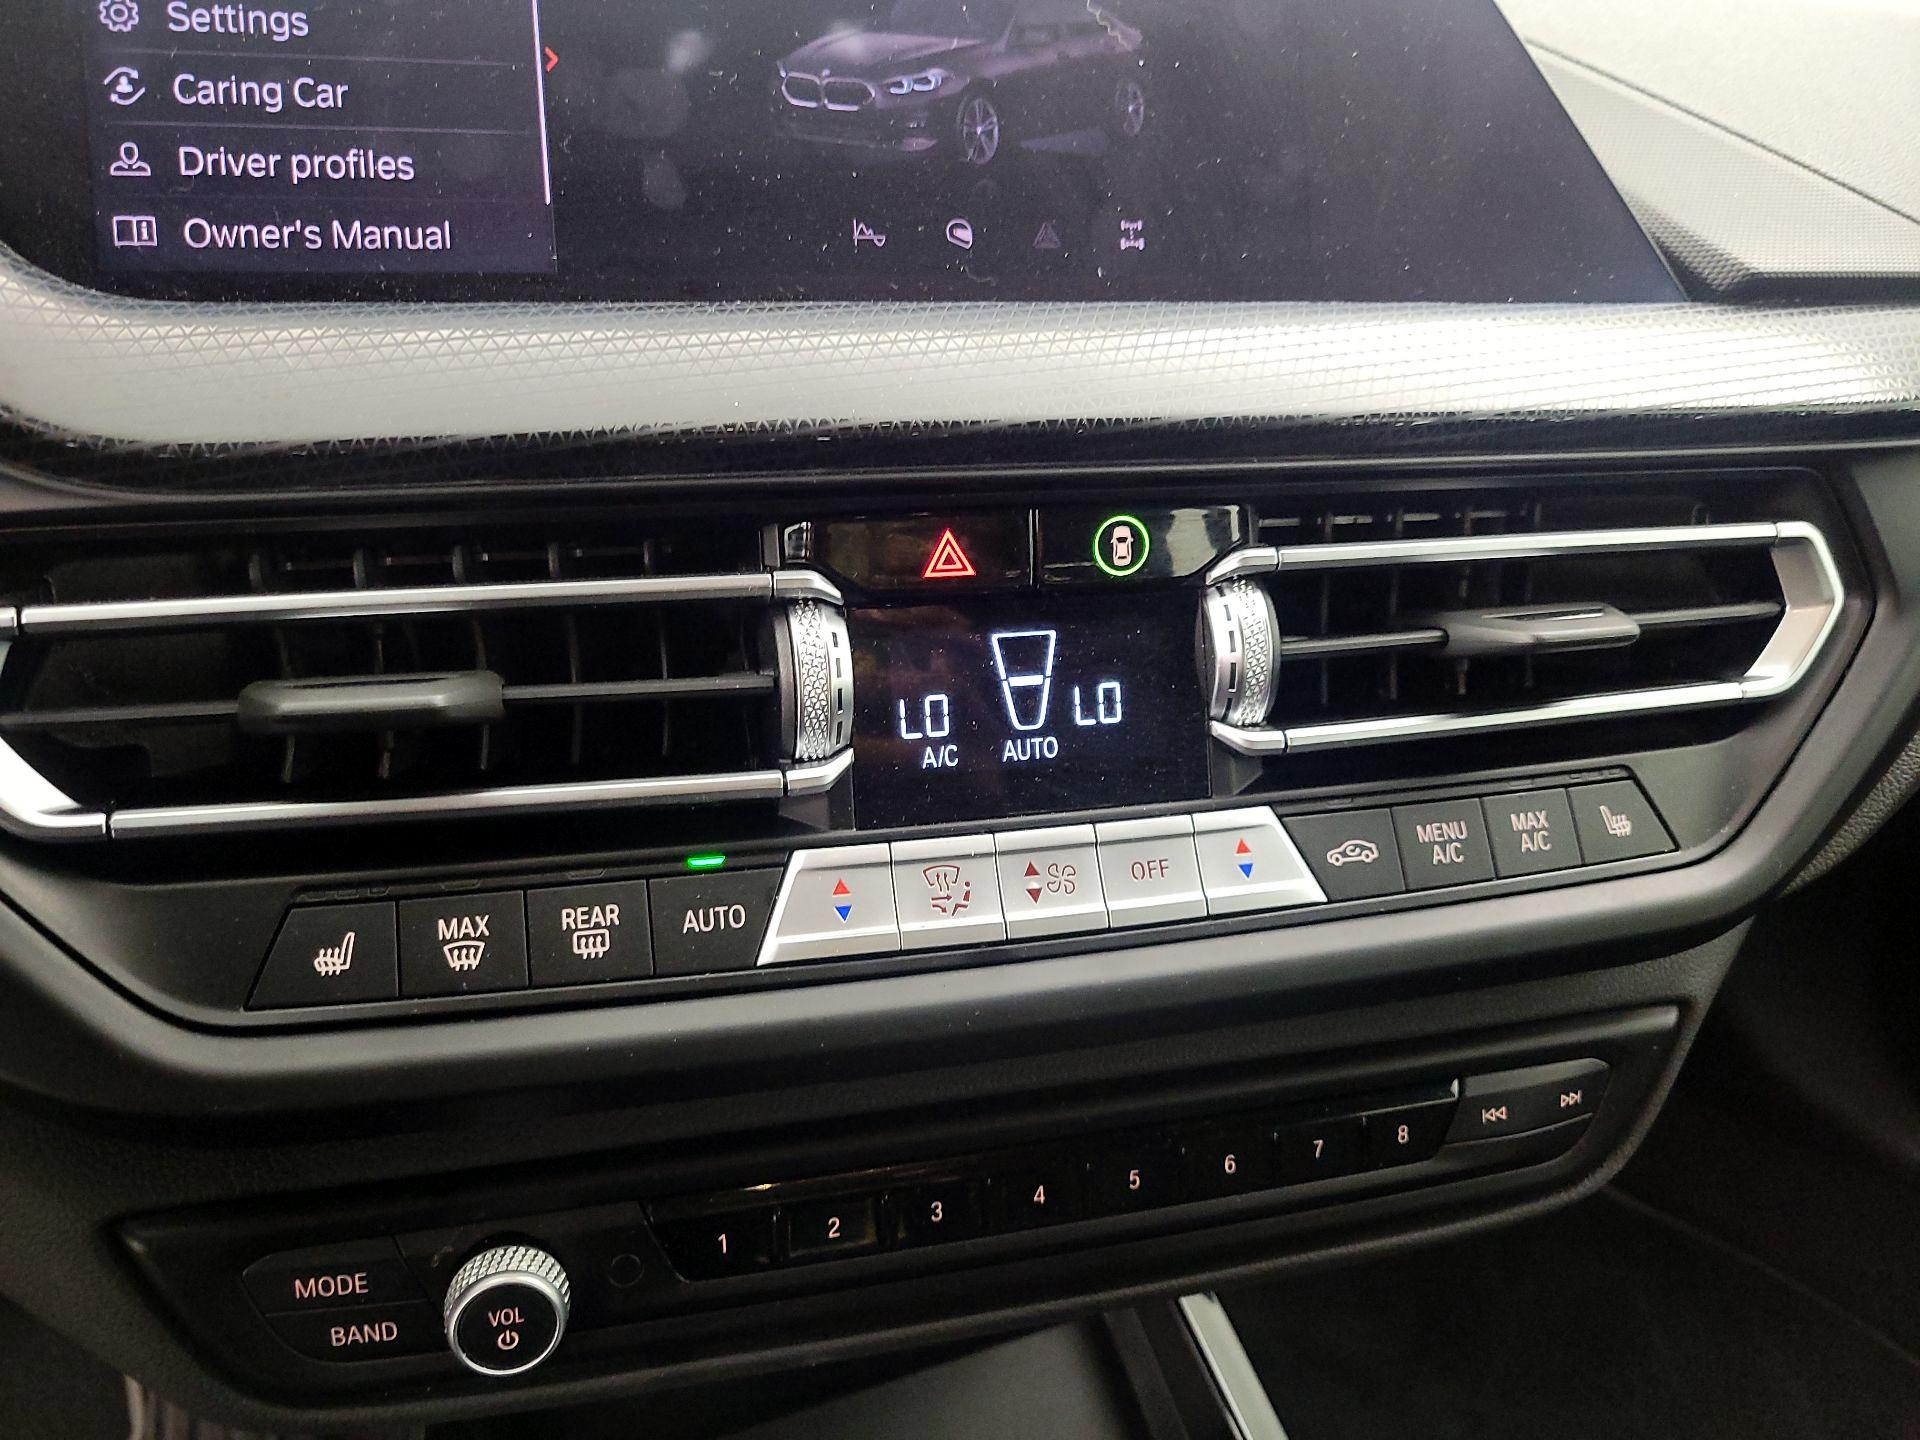 Settings
Caring Car
Driver profiles
Owner's Manual
LO
LO
A/C
AUTO
MAX
REAR
AUTO
OFF
MENU
A/C
MAX
A/C
MODE
BAND
VOL
1
2
3
4
5
6
7
8